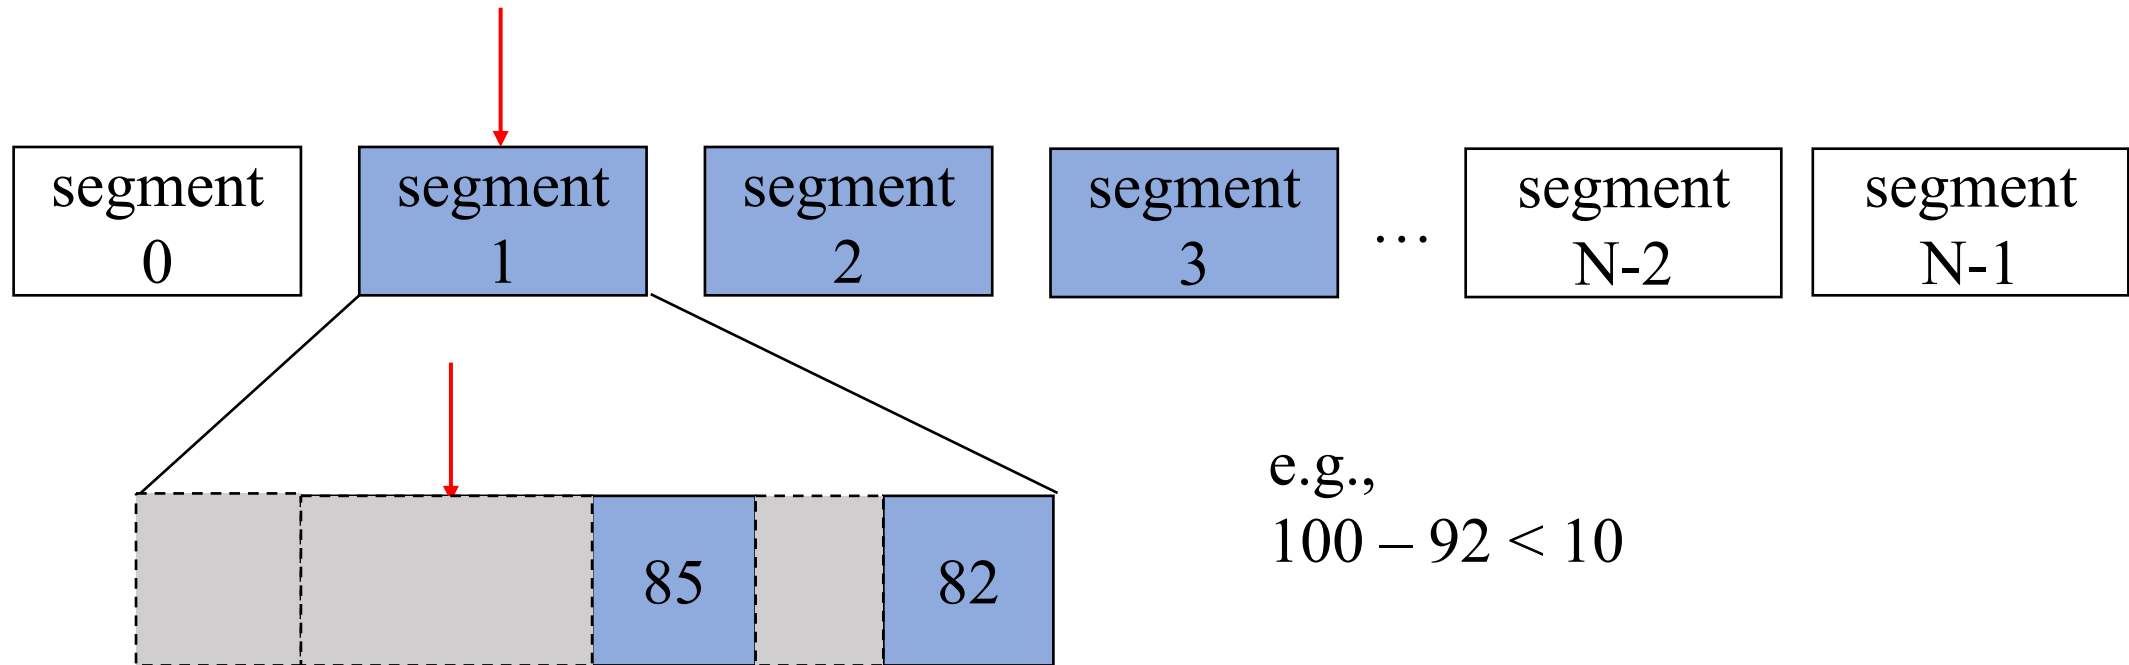 segment
0
segment
1
segment
2
segment
3
…
segment
N-2
segment
N-1
85
82
e.g.,
100 – 92 < 10